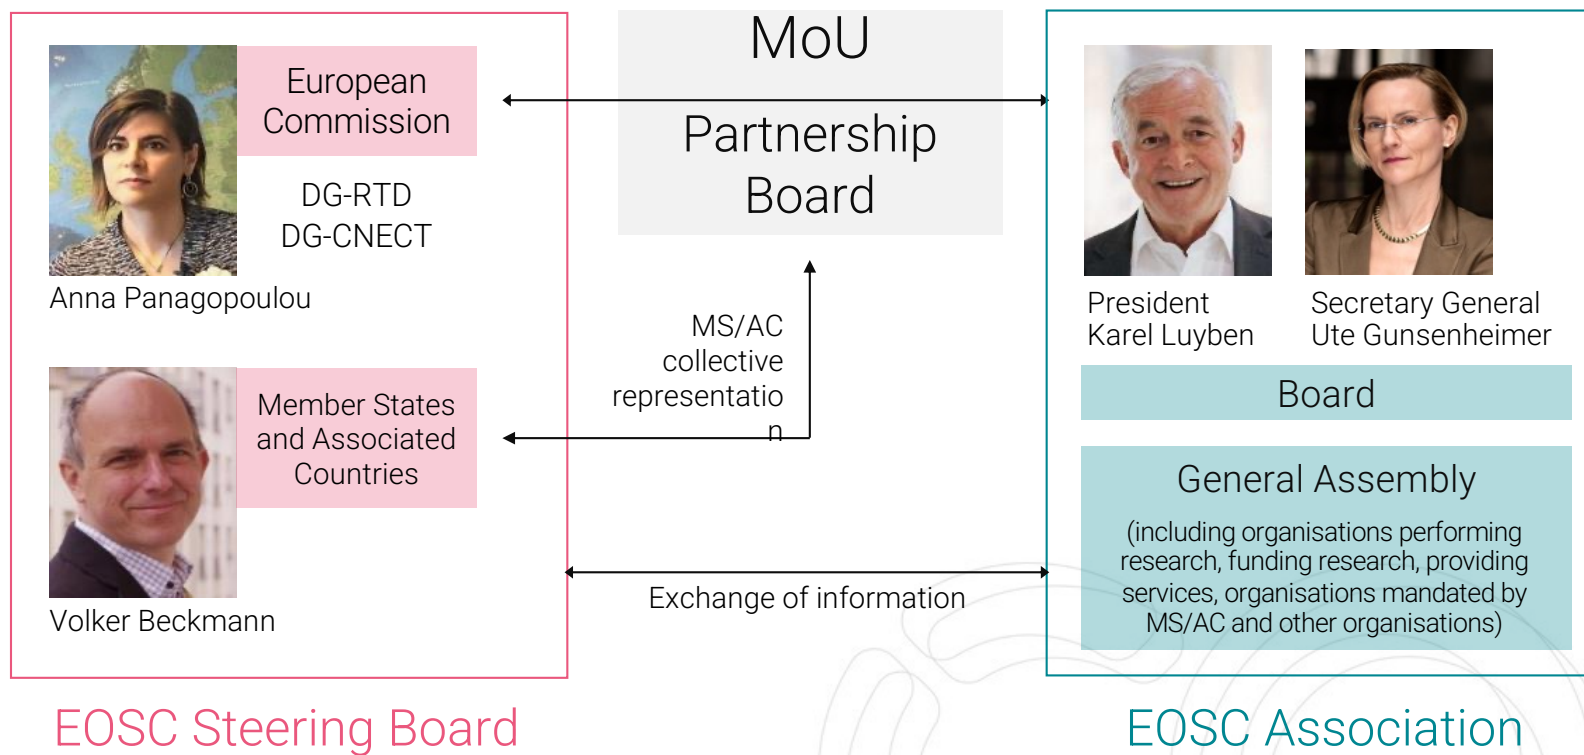 European
Commission
DG-RTD
DG-CNECT
Anna Panagopoulou
Member States
and Associated
Countries
Volker Beckmann
EOSC Steering Board
MoU
Partnership
Board
MS/AC
collective
representatio
n
Exchange of information
President
Karel Luyben
Secretary General
Ute Gunsenheimer
Board
General Assembly
(including organisations performing
research, funding research, providing
services, organisations mandated by
MS/AC and other organisations)
EOSC Association